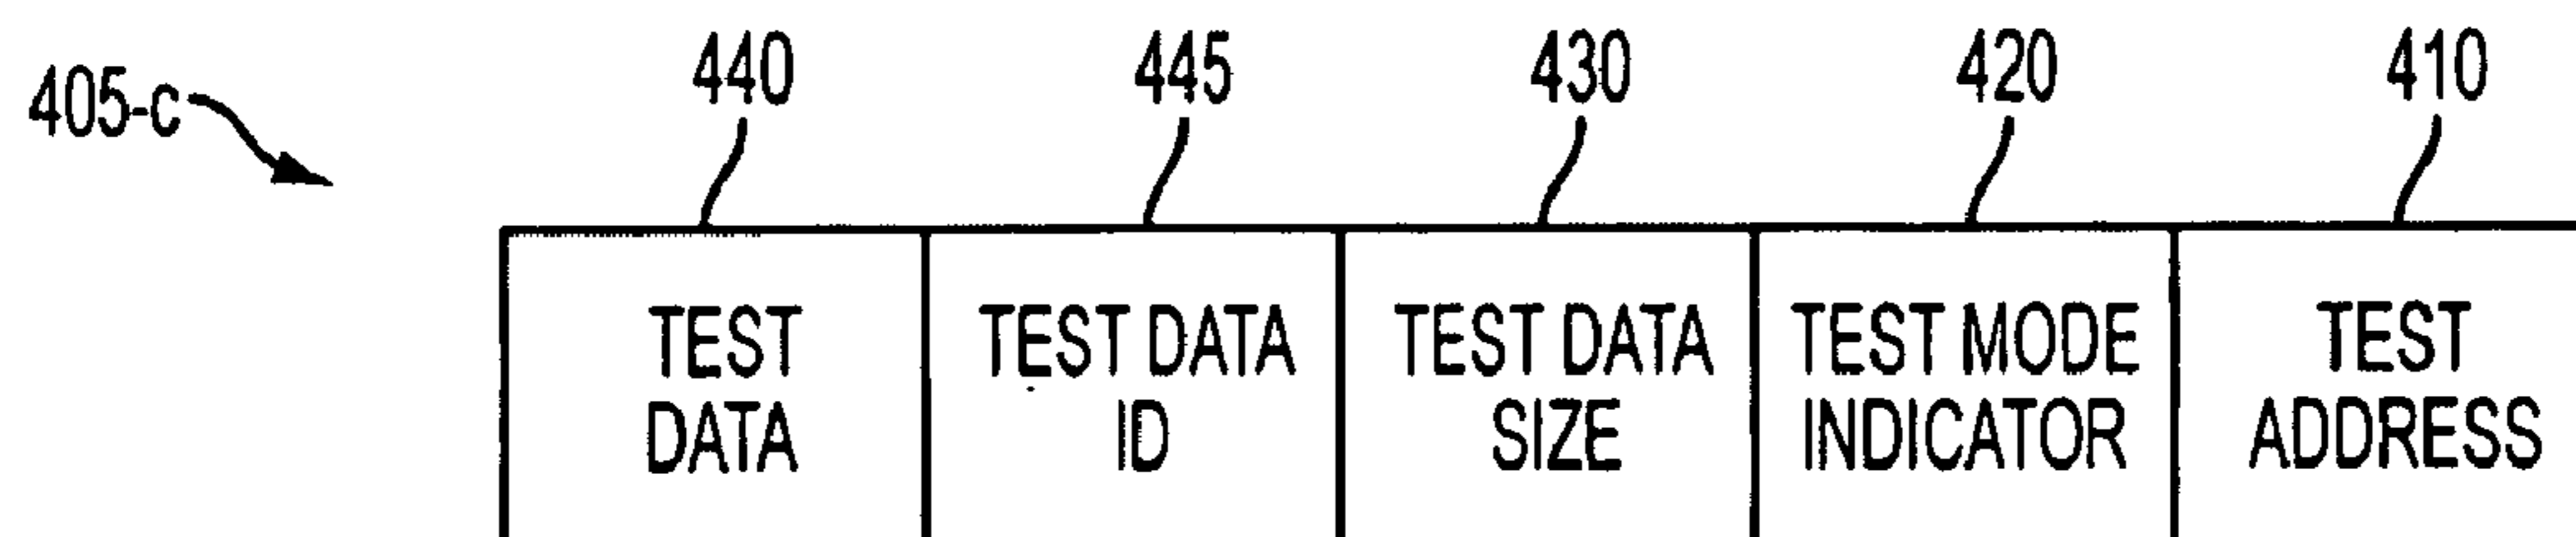 405-c
440
445
430
420
410
TEST
DATA
TEST DATA
ID
TEST DATA
SIZE
TEST MODE
INDICATOR
TEST
ADDRESS